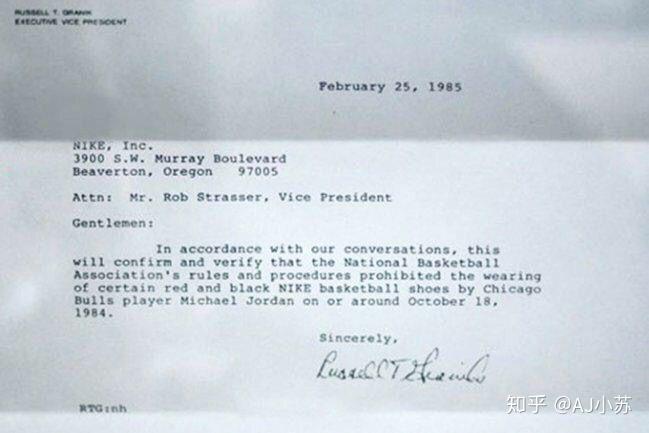 RUSSELL T. GRANIK
EXECUTIVE VICE PRESIDENT
February 25, 1985
NIKE, Inc.
3900 S.W. Murray Boulevard
Beaverton, Oregon 97005
Attn: Mr. Rob Strasser, Vice President
Gentlemen:
In accordance with our conversations, this
will confirm and verify that the National Basketball
Association's rules and procedures prohibited the wearing
of certain red and black NIKE basketball shoes by Chicago
Bulls player Michael Jordan on or around October 18,
1984.
Sincerely,
Russell T Granik
RTG:nh
知乎 @AJ小苏